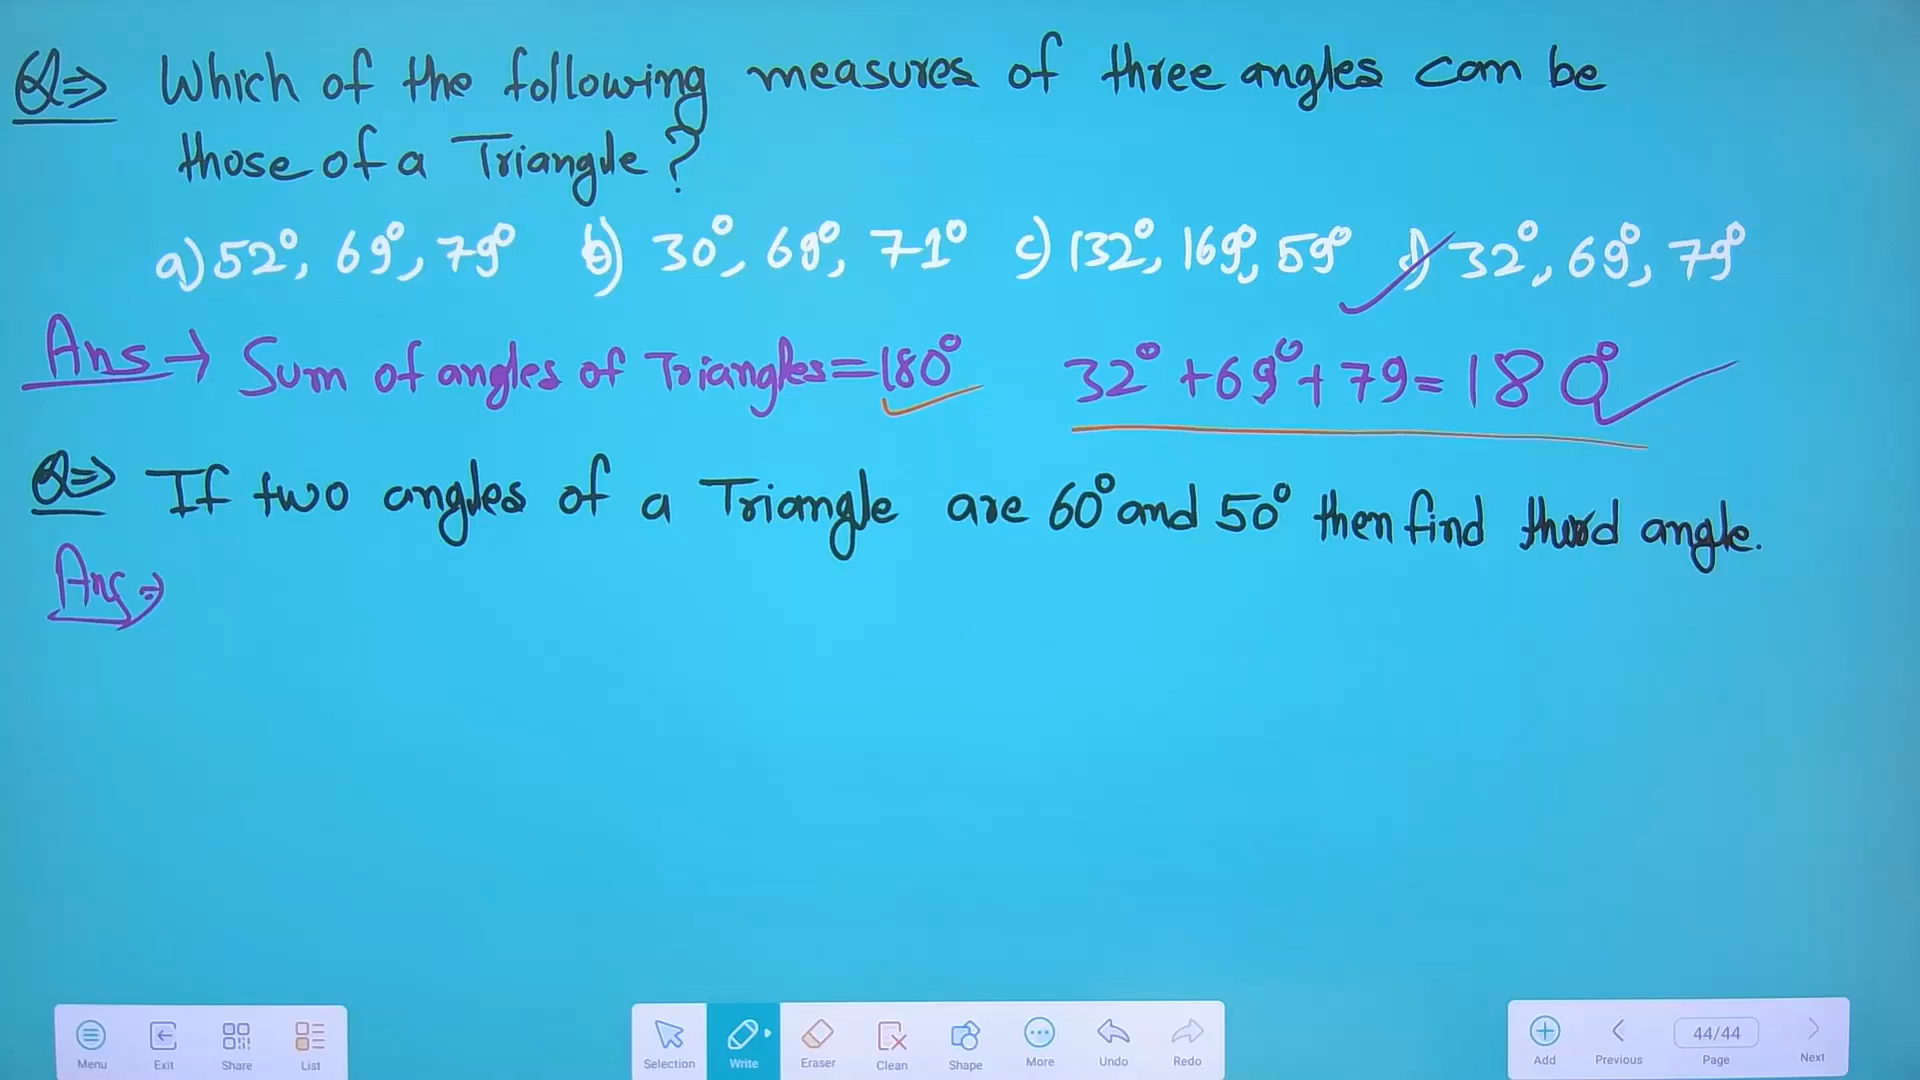 Q⇒ Which of the following measures of three angles can be
those of a Triangle?
a) 52°, 69°, 79° b) 30°, 69°, 71° c) 132°, 169°, 59° d) 32°, 69°, 79°
Ans → Sum of angles of Triangles = 180° 32° + 69° + 79 = 180°
Q⇒ If two angles of a Triangle are 60° and 50° then find third angle.
Ans ⇒
Menu Exit Share List Selection Write Eraser Clean Shape More Undo Redo Add Previous 44/44 Page Next